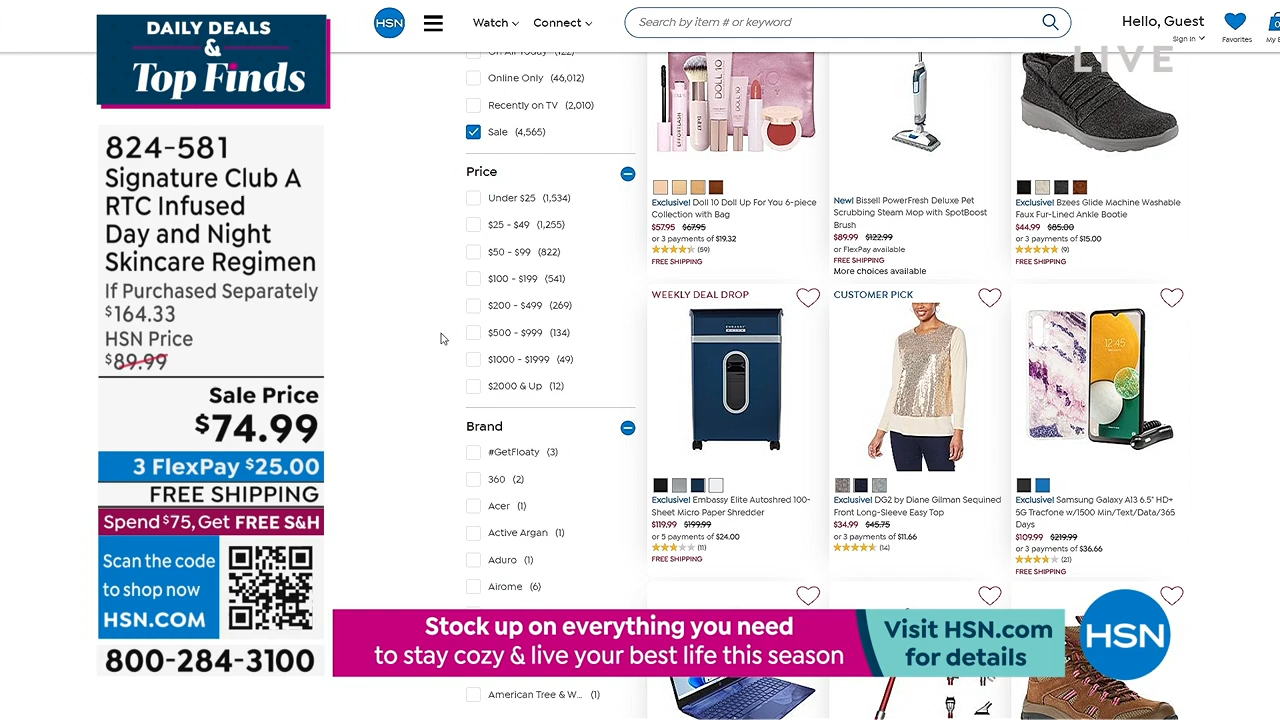 DAILY DEALS
&
Top Finds
824-581
Signature Club A
RTC Infused
Day and Night
Skincare Regimen
If Purchased Separately
$164.33
HSN Price
$89.99
Sale Price
$74.99
3 FlexPay $25.00
FREE SHIPPING
Spend $75, Get FREE S&H
Scan the code
to shop now
HSN.COM
800-284-3100
HSN
Watch
Connect
Search by item # or keyword
Hello, Guest
Sign In
Favorites
LIVE
On Air Today (122)
Online Only (46,012)
Recently on TV (2,010)
Sale (4,565)
Price
Under $25 (1,534)
$25 - $49 (1,255)
$50 - $99 (822)
$100 - $199 (541)
$200 - $499 (269)
$500 - $999 (134)
$1000 - $1999 (49)
$2000 & Up (12)
Brand
#GetFloaty (3)
360 (2)
Acer (1)
Active Argan (1)
Aduro (1)
Airome (6)
American Tree & W... (1)
Exclusive! Doll 10 Doll Up For You 6-piece
Collection with Bag
$57.95 $67.95
or 3 payments of $19.32
(59)
FREE SHIPPING
New! Bissell PowerFresh Deluxe Pet
Scrubbing Steam Mop with SpotBoost
Brush
$89.99 $122.99
or FlexPay available
FREE SHIPPING
More choices available
Exclusive! Bzees Glide Machine Washable
Faux Fur-Lined Ankle Bootie
$44.99 $85.00
or 3 payments of $15.00
(9)
FREE SHIPPING
WEEKLY DEAL DROP
Exclusive! Embassy Elite Autoshred 100-
Sheet Micro Paper Shredder
$119.99 $199.99
or 5 payments of $24.00
(11)
FREE SHIPPING
CUSTOMER PICK
Exclusive! DG2 by Diane Gilman Sequined
Front Long-Sleeve Easy Top
$34.99 $45.75
or 3 payments of $11.66
(14)
12:45
Exclusive! Samsung Galaxy A13 6.5" HD+
5G Tracfone w/1500 Min/Text/Data/365
Days
$109.99 $219.99
or 3 payments of $36.66
(21)
FREE SHIPPING
Stock up on everything you need
to stay cozy & live your best life this season
Visit HSN.com
for details
HSN